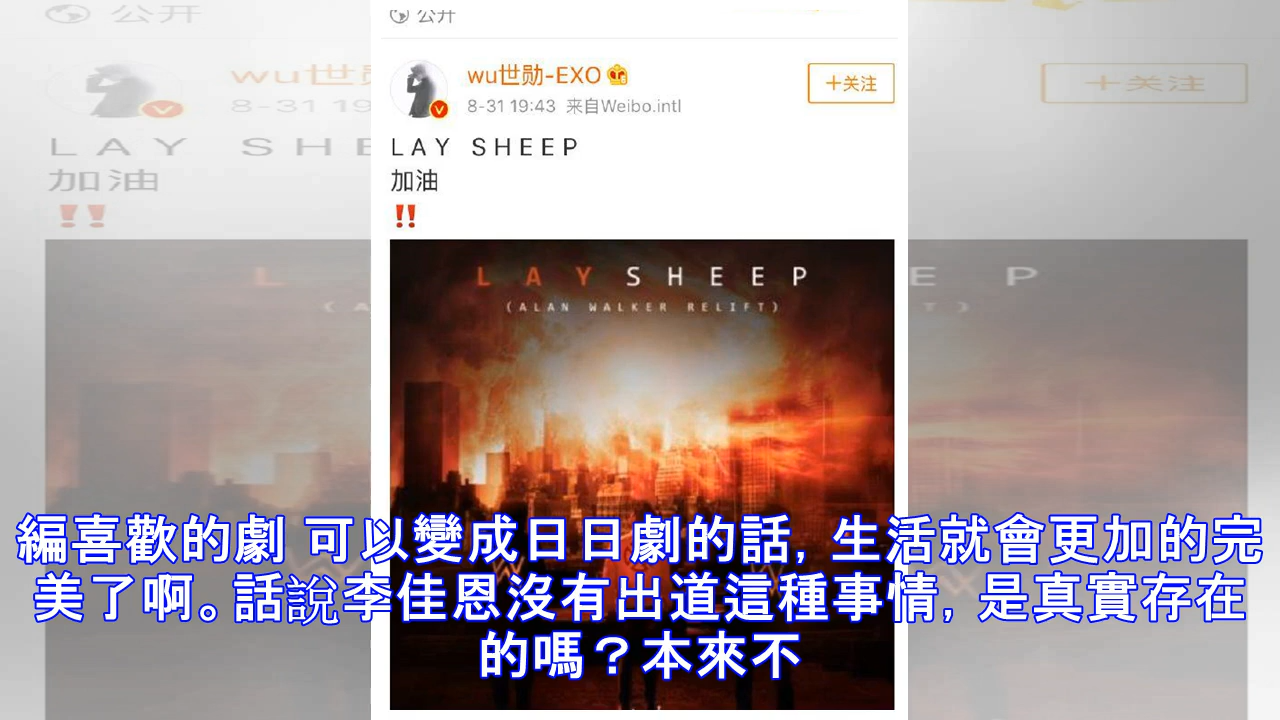 公开
wu世勋-EXO
+关注
8-31 19:43 来自Weibo.intl
LAY SHEEP
加油
‼
LAY SHEEP
(ALAN WALKER RELIFT)
編喜歡的劇 可以變成日日劇的話, 生活就會更加的完
美了啊。話說李佳恩沒有出道這種事情, 是真實存在
的嗎？本來不